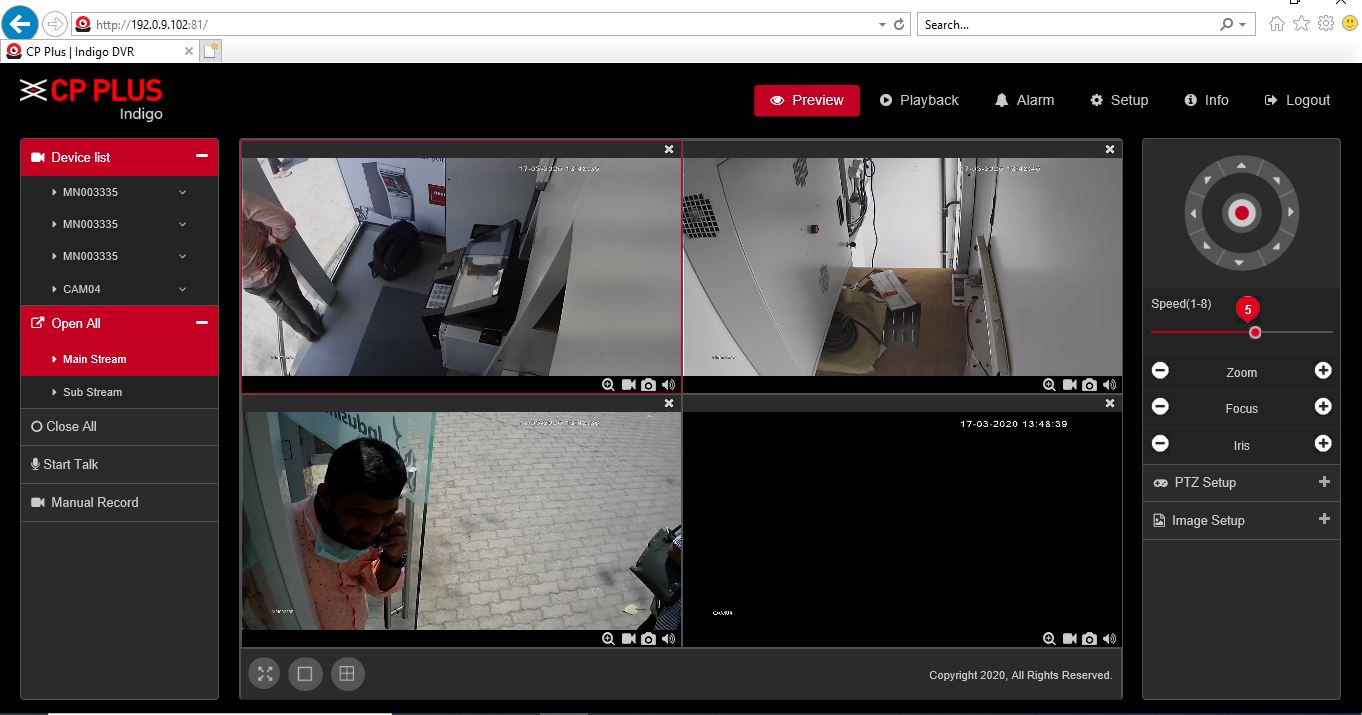 http://192.0.9.102:81/
Search...
CP Plus | Indigo DVR
CP PLUS
Indigo
Preview
Playback
Alarm
Setup
Info
Logout
Device list
MN003335
MN003335
MN003335
CAM04
Open All
Main Stream
Sub Stream
Close All
Start Talk
Manual Record
17-03-2020 13:48:39
CAM04
Speed(1-8)
5
Zoom
Focus
Iris
PTZ Setup
Image Setup
Copyright 2020, All Rights Reserved.